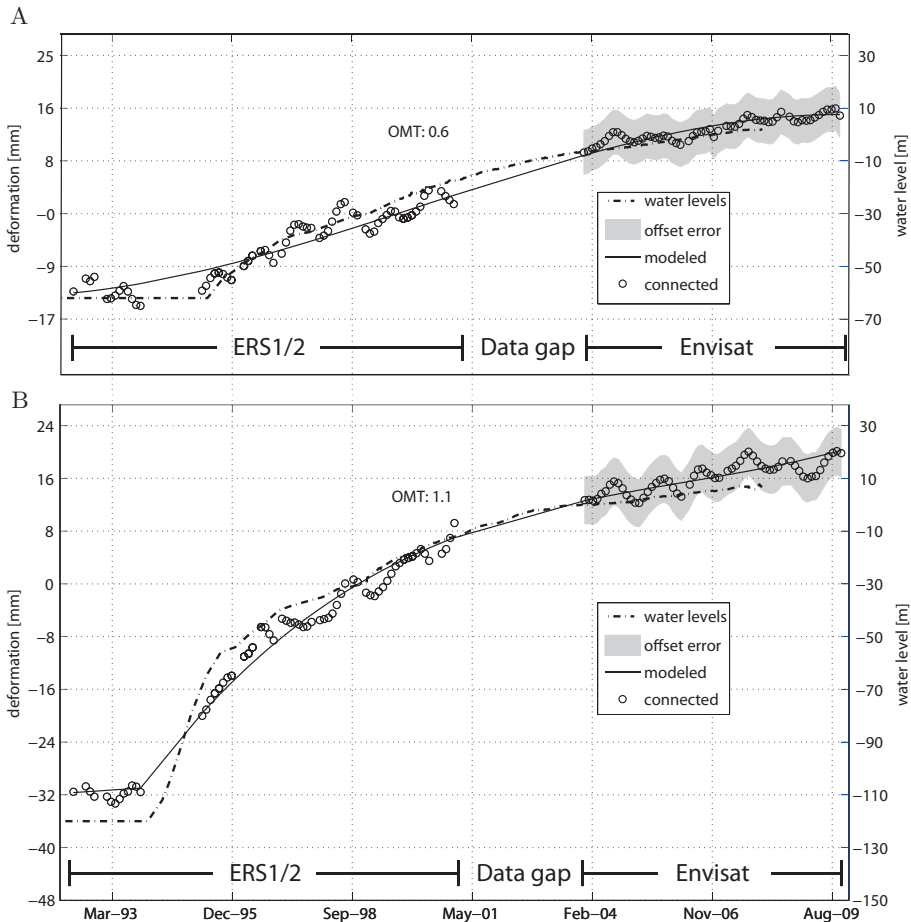 A
25
16
8
−0
−9
−17
deformation [mm]
30
10
−10
−30
−50
−70
water level [m]
OMT: 0.6
water levels
offset error
modeled
connected
ERS1/2
Data gap
Envisat
B
24
16
8
0
−8
−16
−24
−32
−40
−48
deformation [mm]
30
10
−10
−30
−50
−70
−90
−110
−130
−150
water level [m]
OMT: 1.1
water levels
offset error
modeled
connected
ERS1/2
Data gap
Envisat
Mar−93
Dec−95
Sep−98
May−01
Feb−04
Nov−06
Aug−09